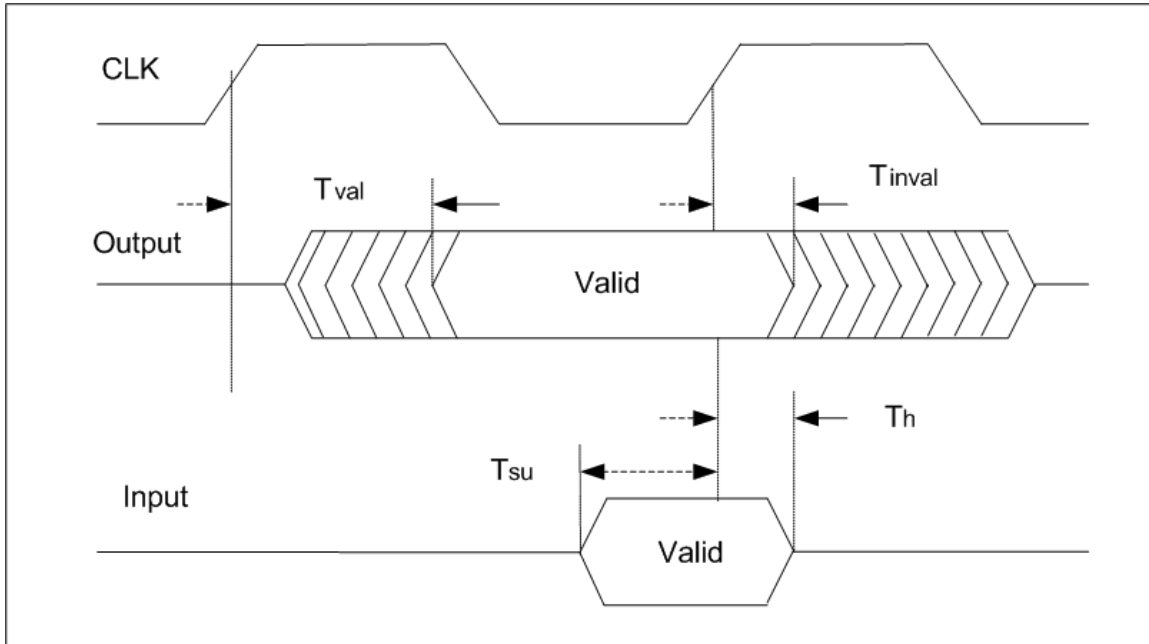 CLK
Tval
Tinval
Output
Valid
Th
Tsu
Input
Valid